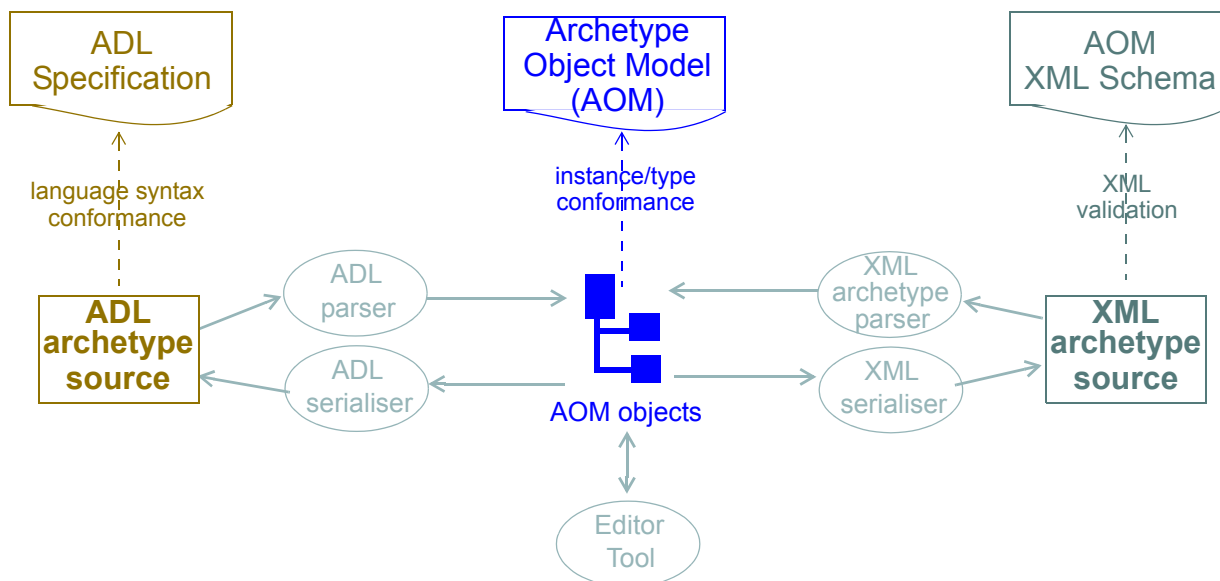 ADL
Specification
Archetype
Object Model
(AOM)
AOM
XML Schema
language syntax
conformance
instance/type
conformance
XML
validation
ADL
parser
XML
archetype
parser
ADL
archetype
source
XML
archetype
source
ADL
serialiser
XML
serialiser
AOM objects
Editor
Tool